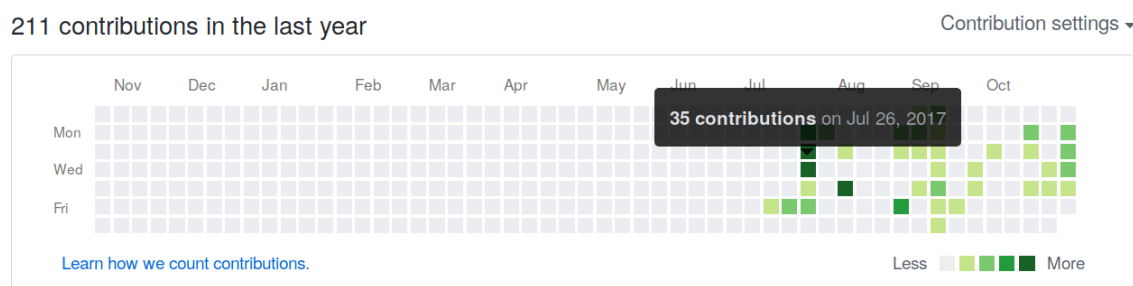 211 contributions in the last year
Contribution settings
Nov Dec Jan Feb Mar Apr May Jun Jul Aug Sep Oct
35 contributions on Jul 26, 2017
Mon
Wed
Fri
Learn how we count contributions.
Less More